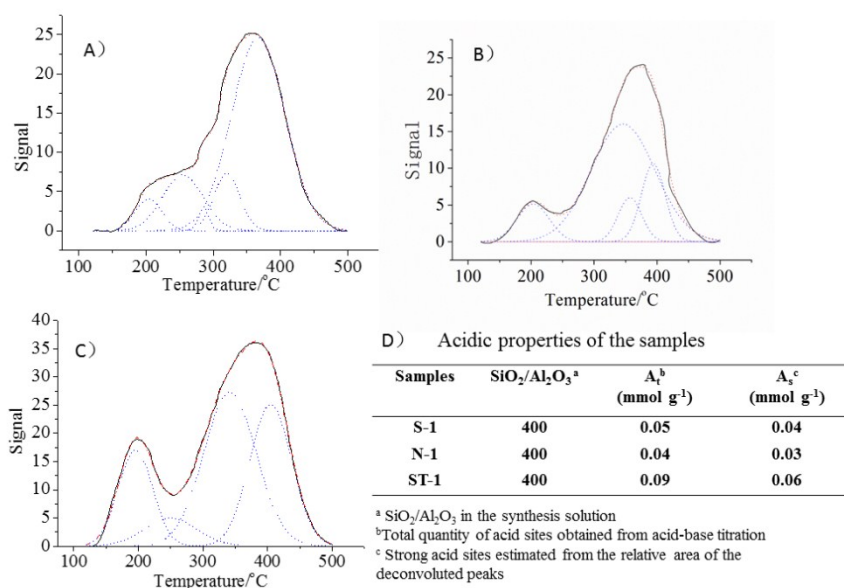 A)
25
20
15
10
5
0
Signal
100 200 300 400 500
Temperature/°C
B)
25
20
15
10
5
0
Signal
100 200 300 400 500
Temperature/°C
C)
40
35
30
25
20
15
10
5
0
Signal
100 200 300 400 500
Temperature/°C
D) Acidic properties of the samples
Samples SiO₂/Al₂O₃ᵃ Aₜᵇ (mmol g⁻¹) Aₛᶜ (mmol g⁻¹)
S-1 400 0.05 0.04
N-1 400 0.04 0.03
ST-1 400 0.09 0.06
ᵃ SiO₂/Al₂O₃ in the synthesis solution
ᵇTotal quantity of acid sites obtained from acid-base titration
ᶜ Strong acid sites estimated from the relative area of the
deconvoluted peaks